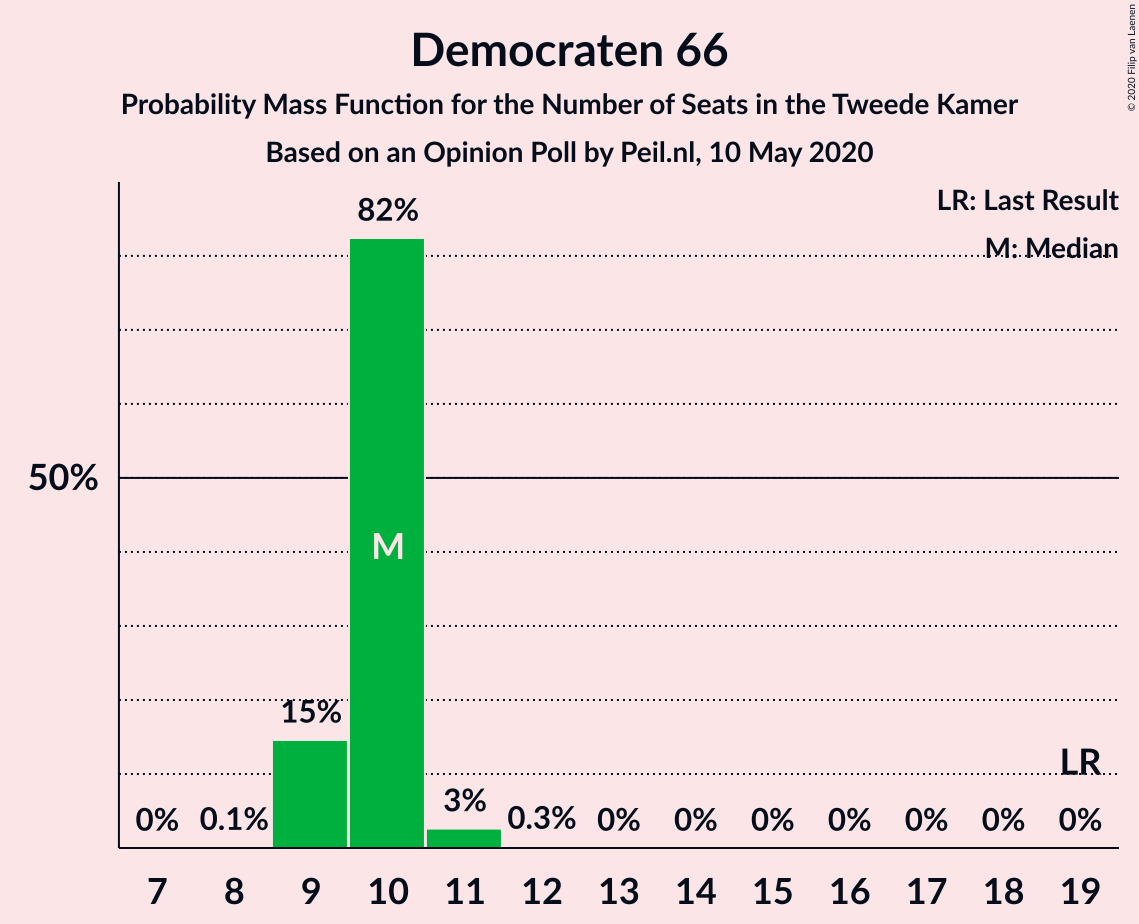 Democraten 66
Probability Mass Function for the Number of Seats in the Tweede Kamer
Based on an Opinion Poll by Peil.nl, 10 May 2020
© 2020 Filip van Laenen
LR: Last Result
M: Median
82%
50%
M
15%
LR
0% 0.1% 3% 0.3% 0% 0% 0% 0% 0% 0% 0%
7 8 9 10 11 12 13 14 15 16 17 18 19